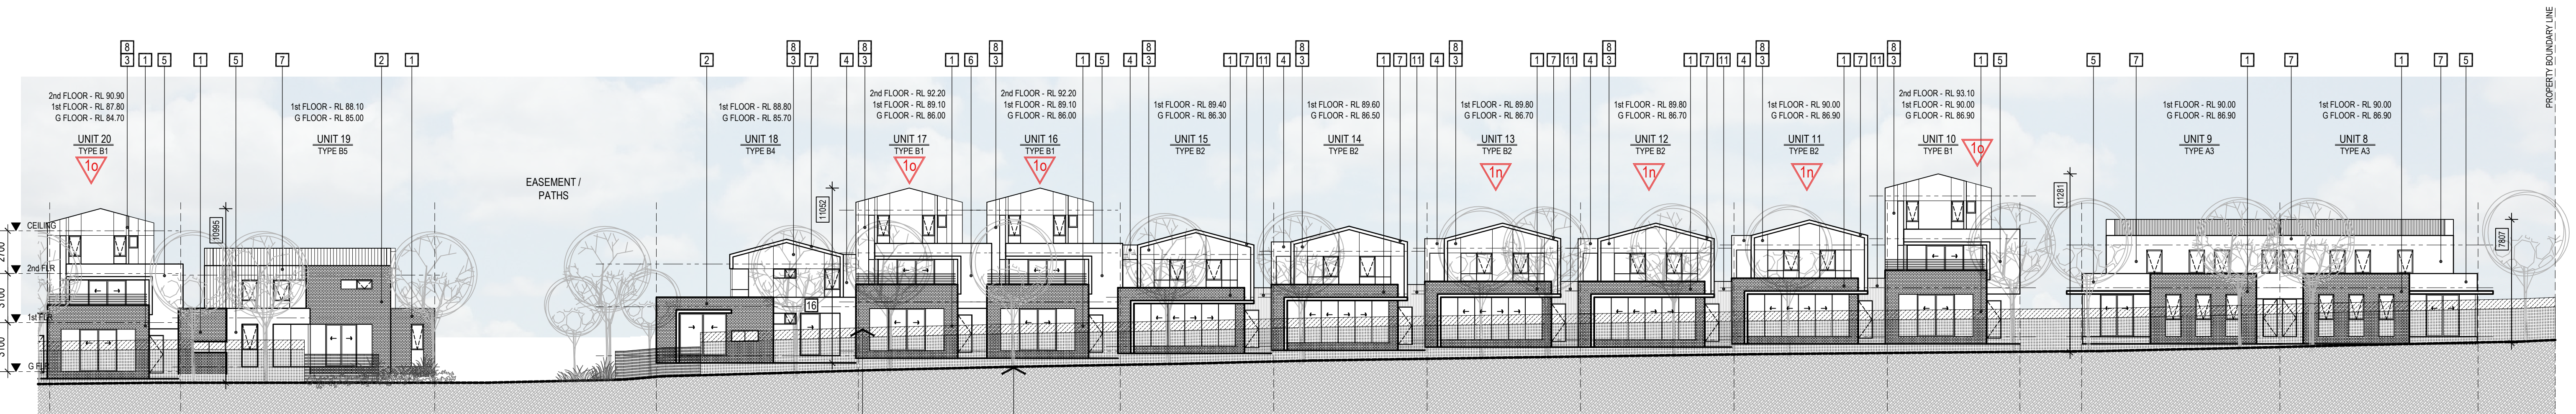 PROPERTY BOUNDARY LINE
8
3
1
5
1
5
7
2
1
2
8
3
7
4
8
3
1
6
8
3
1
5
4
8
3
1
7
11
4
8
3
1
7
11
4
8
3
1
7
11
4
8
3
1
7
11
4
8
3
1
7
11
8
3
1
5
5
7
1
7
1
7
5
2nd FLOOR - RL 90.90
1st FLOOR - RL 87.80
G FLOOR - RL 84.70
UNIT 20
TYPE B1
1o
1st FLOOR - RL 88.10
G FLOOR - RL 85.00
UNIT 19
TYPE B5
EASEMENT /
PATHS
1st FLOOR - RL 88.80
G FLOOR - RL 85.70
UNIT 18
TYPE B4
2nd FLOOR - RL 92.20
1st FLOOR - RL 89.10
G FLOOR - RL 86.00
UNIT 17
TYPE B1
1o
2nd FLOOR - RL 92.20
1st FLOOR - RL 89.10
G FLOOR - RL 86.00
UNIT 16
TYPE B1
1o
1st FLOOR - RL 89.40
G FLOOR - RL 86.30
UNIT 15
TYPE B2
1st FLOOR - RL 89.60
G FLOOR - RL 86.50
UNIT 14
TYPE B2
1st FLOOR - RL 89.80
G FLOOR - RL 86.70
UNIT 13
TYPE B2
1n
1st FLOOR - RL 89.80
G FLOOR - RL 86.70
UNIT 12
TYPE B2
1n
1st FLOOR - RL 90.00
G FLOOR - RL 86.90
UNIT 11
TYPE B2
1n
2nd FLOOR - RL 93.10
1st FLOOR - RL 90.00
G FLOOR - RL 86.90
UNIT 10
TYPE B1
1o
1st FLOOR - RL 90.00
G FLOOR - RL 86.90
UNIT 9
TYPE A3
1st FLOOR - RL 90.00
G FLOOR - RL 86.90
UNIT 8
TYPE A3
CEILING
2700
2nd FLR
3100
1st FLR
3100
10995
11052
16
11281
7807